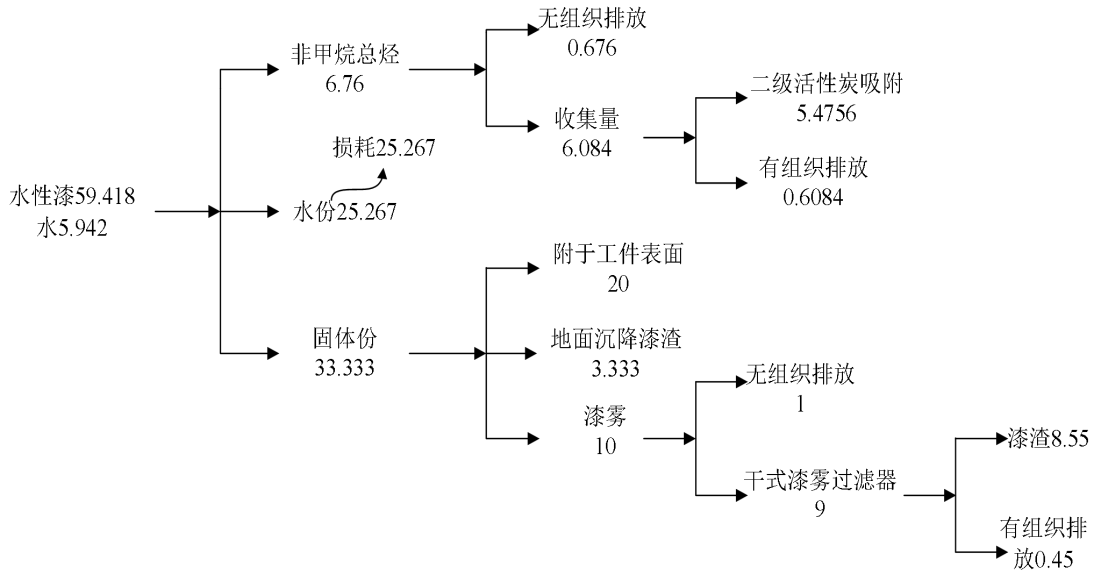 无组织排放
0.676
非甲烷总烃
6.76
二级活性炭吸附
5.4756
收集量
6.084
损耗25.267
有组织排放
0.6084
水性漆59.418
水5.942
水份25.267
附于工件表面
20
固体份
33.333
地面沉降漆渣
3.333
无组织排放
1
漆雾
10
漆渣8.55
干式漆雾过滤器
9
有组织排
放0.45